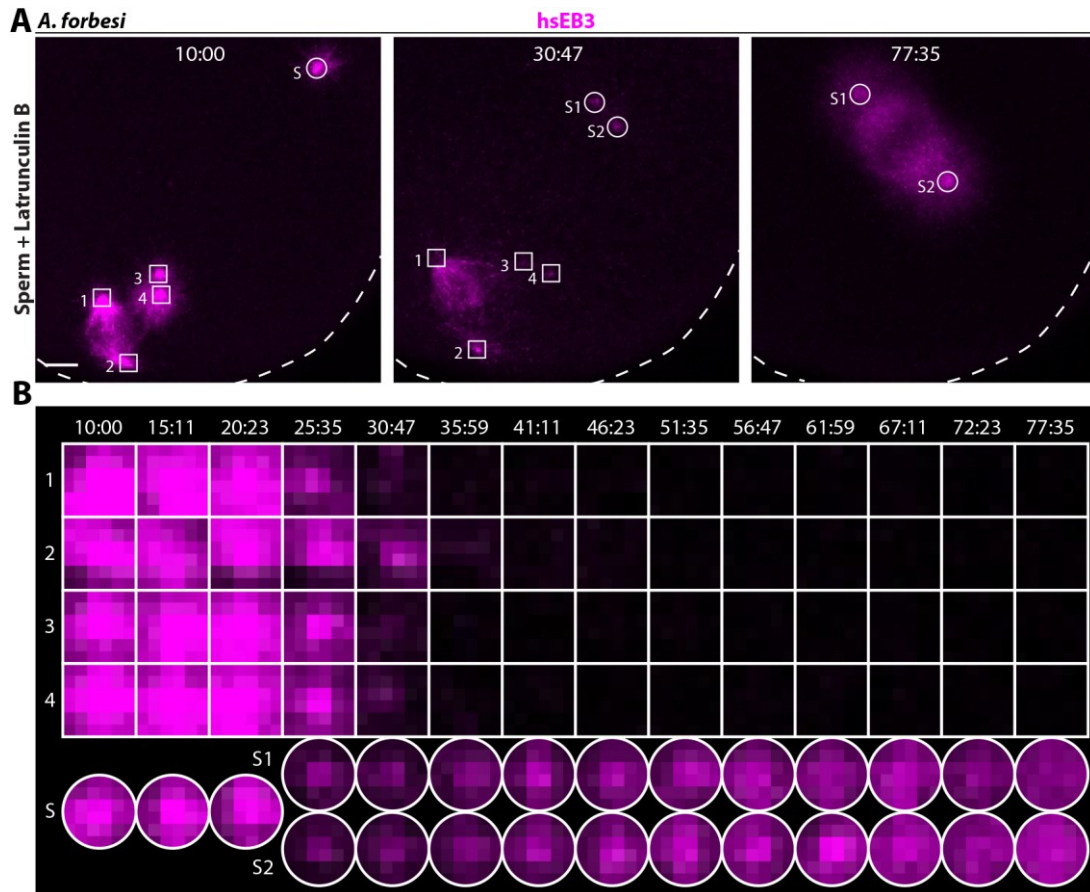 A A. forbesi hsEB3
Sperm + Latrunculin B
10:00 30:47 77:35
S S1 S2 S1 S2
1 2 3 4 1 2 3 4
B
10:00 15:11 20:23 25:35 30:47 35:59 41:11 46:23 51:35 56:47 61:59 67:11 72:23 77:35
1
2
3
4
S1
S
S2